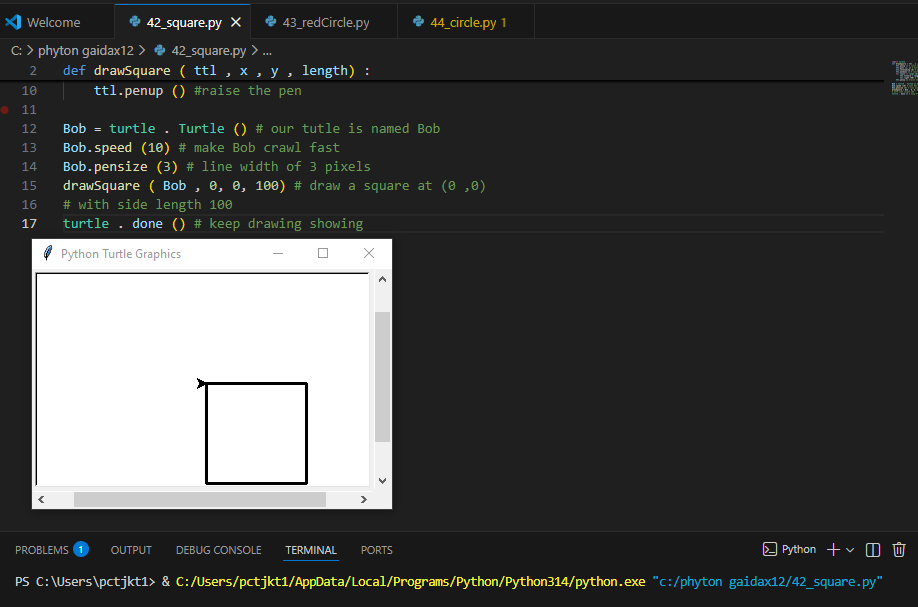 Welcome 42_square.py 43_redCircle.py 44_circle.py 1
C: > phyton gaidax12 > 42_square.py > ...
2 def drawSquare ( ttl , x , y , length) :
10 ttl.penup () #raise the pen
11
12 Bob = turtle . Turtle () # our tutle is named Bob
13 Bob.speed (10) # make Bob crawl fast
14 Bob.pensize (3) # line width of 3 pixels
15 drawSquare ( Bob , 0, 0, 100) # draw a square at (0 ,0)
16 # with side length 100
17 turtle . done () # keep drawing showing
Python Turtle Graphics
PROBLEMS 1 OUTPUT DEBUG CONSOLE TERMINAL PORTS Python
PS C:\Users\pctjkt1> & C:/Users/pctjkt1/AppData/Local/Programs/Python/Python314/python.exe "c:/phyton gaidax12/42_square.py"